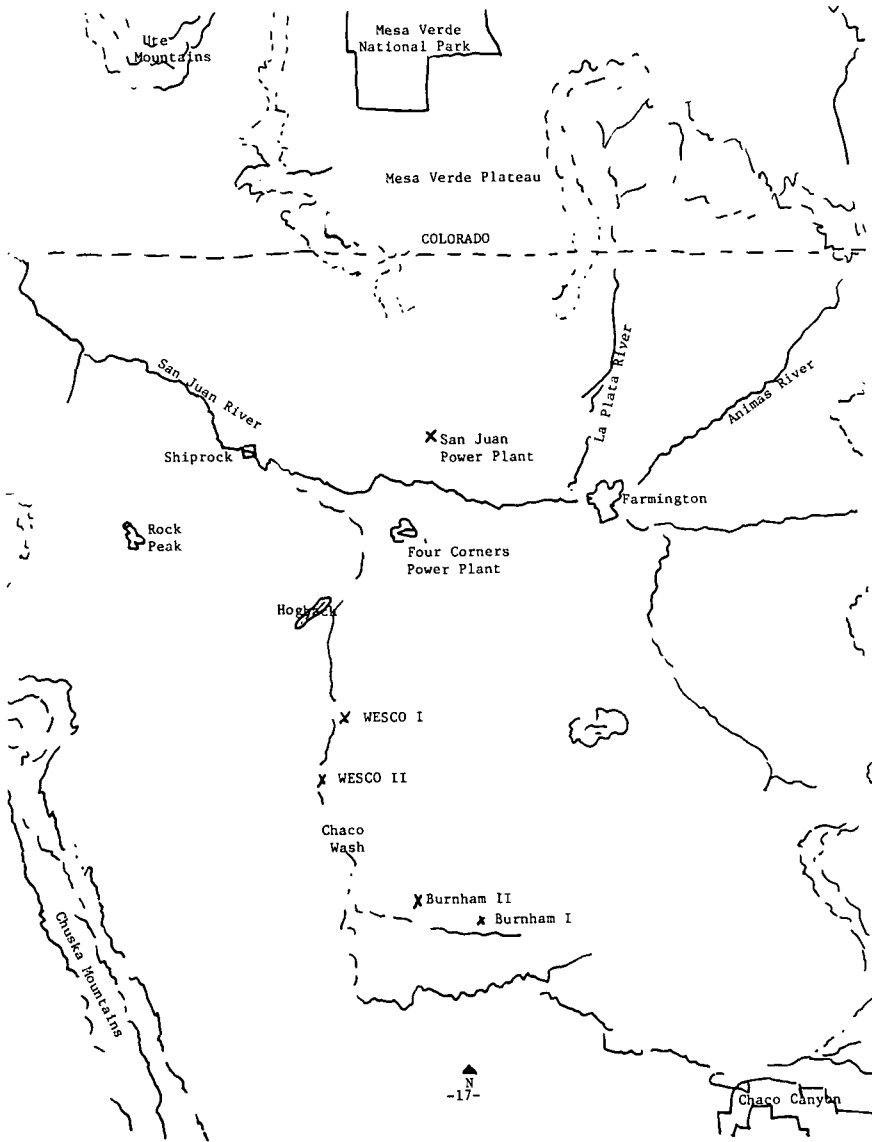 Ute
Mountains
Mesa Verde
National Park
Mesa Verde Plateau
COLORADO
San Juan River
La Plata River
Animas River
San Juan
Power Plant
Shiprock
Farmington
Rock
Peak
Four Corners
Power Plant
Hogback
WESCO I
WESCO II
Chaco
Wash
Burnham II
Burnham I
Chuska Mountains
N
-17-
Chaco Canyon